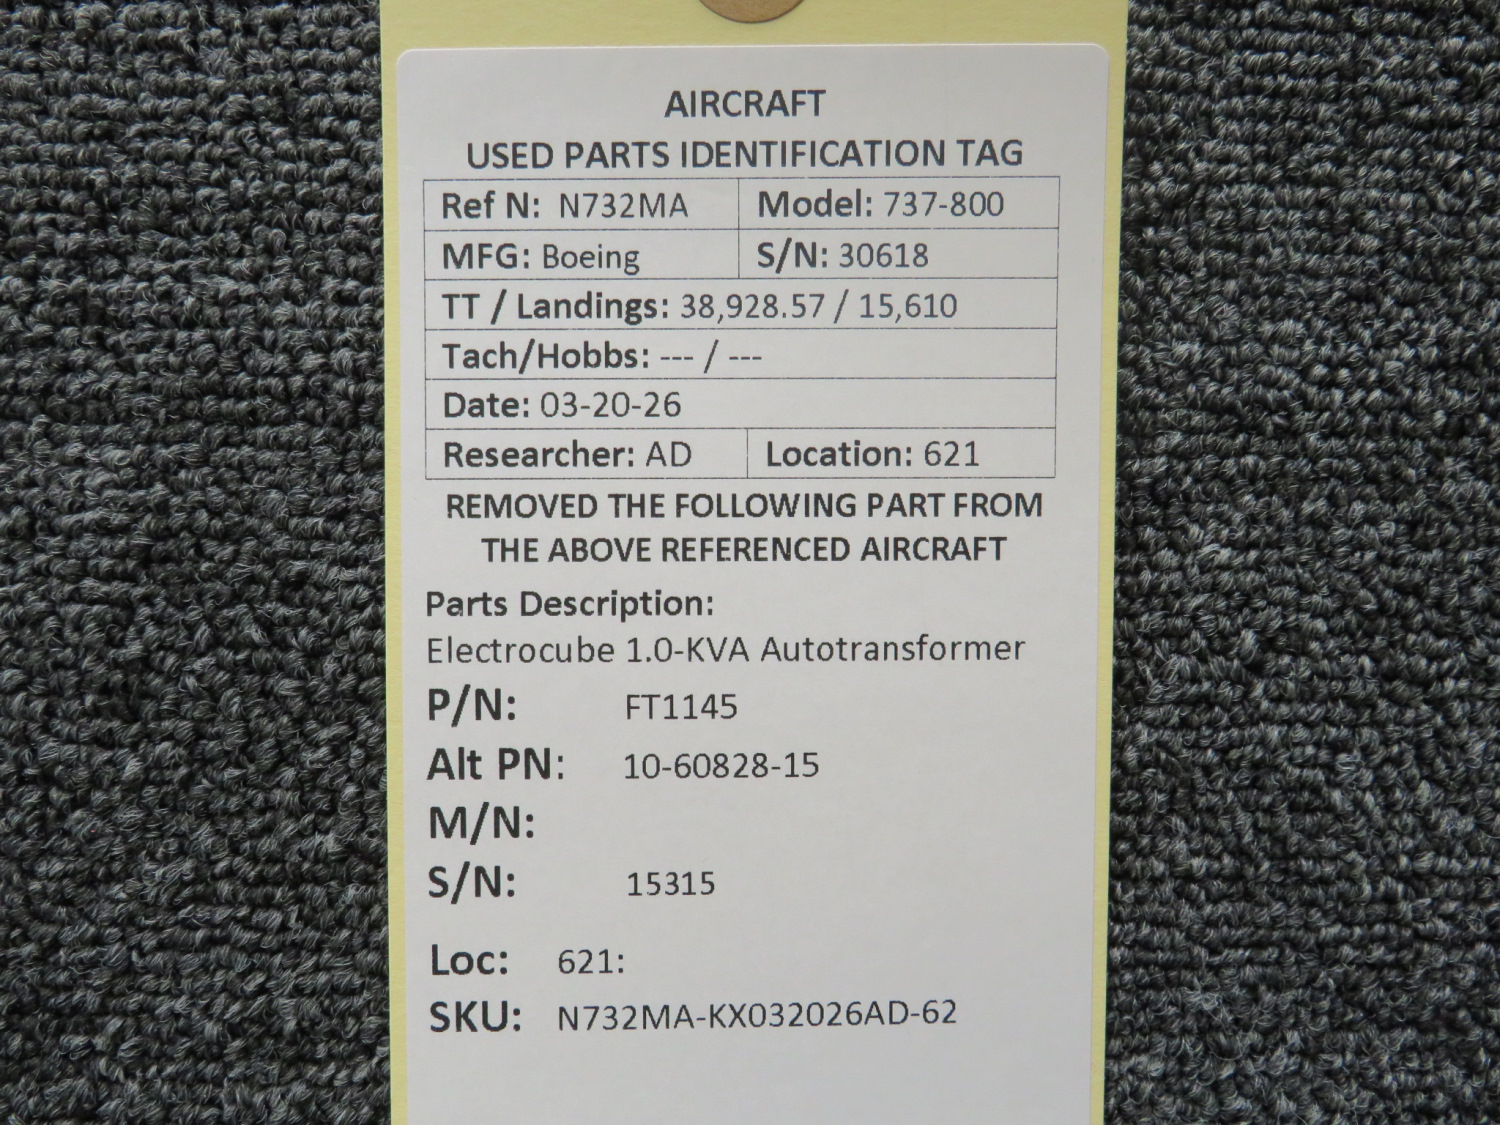 AIRCRAFT
USED PARTS IDENTIFICATION TAG
Ref N: N732MA Model: 737-800
MFG: Boeing S/N: 30618
TT / Landings: 38,928.57 / 15,610
Tach/Hobbs: --- / ---
Date: 03-20-26
Researcher: AD Location: 621
REMOVED THE FOLLOWING PART FROM
THE ABOVE REFERENCED AIRCRAFT
Parts Description:
Electrocube 1.0-KVA Autotransformer
P/N: FT1145
Alt PN: 10-60828-15
M/N:
S/N: 15315
Loc: 621:
SKU: N732MA-KX032026AD-62